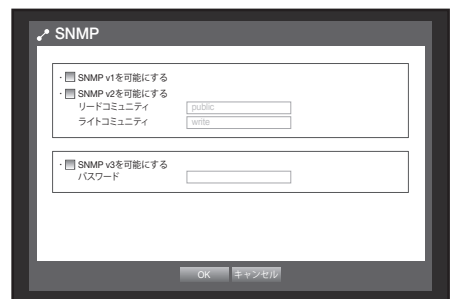 SNMP
・SNMP v1を可能にする
・SNMP v2を可能にする
リードコミュニティ public
ライトコミュニティ write
・SNMP v3を可能にする
パスワード
OK キャンセル